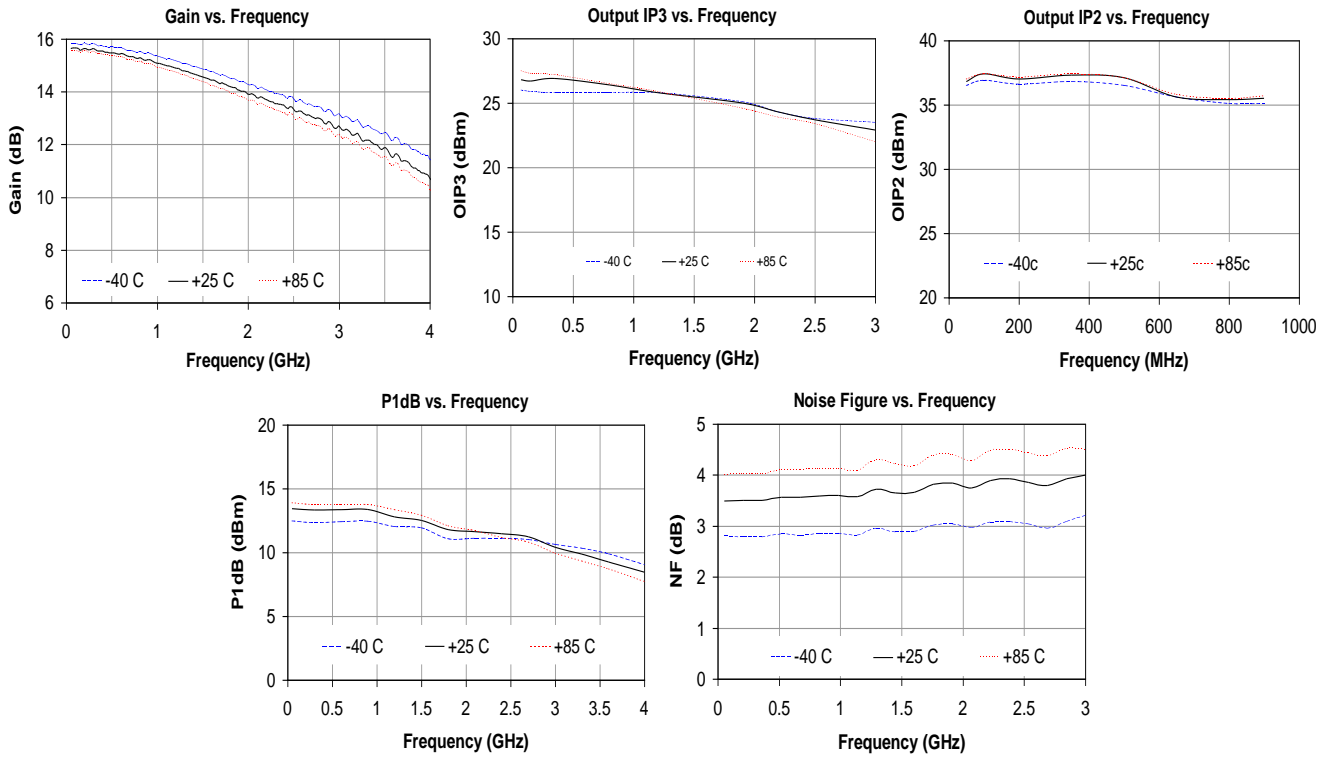 Gain vs. Frequency
16
14
12
10
8
6
Gain (dB)
-40 C
+25 C
+85 C
0
1
2
3
4
Frequency (GHz)
Output IP3 vs. Frequency
30
25
20
15
10
OIP3 (dBm)
-40 C
+25 C
+85 C
0
0.5
1
1.5
2
2.5
3
Frequency (GHz)
Output IP2 vs. Frequency
40
35
30
25
20
OIP2 (dBm)
-40c
+25c
+85c
0
200
400
600
800
1000
Frequency (MHz)
P1dB vs. Frequency
20
15
10
5
0
P1dB (dBm)
-40 C
+25 C
+85 C
0
0.5
1
1.5
2
2.5
3
3.5
4
Frequency (GHz)
Noise Figure vs. Frequency
5
4
3
2
1
0
NF (dB)
-40 C
+25 C
+85 C
0
0.5
1
1.5
2
2.5
3
Frequency (GHz)